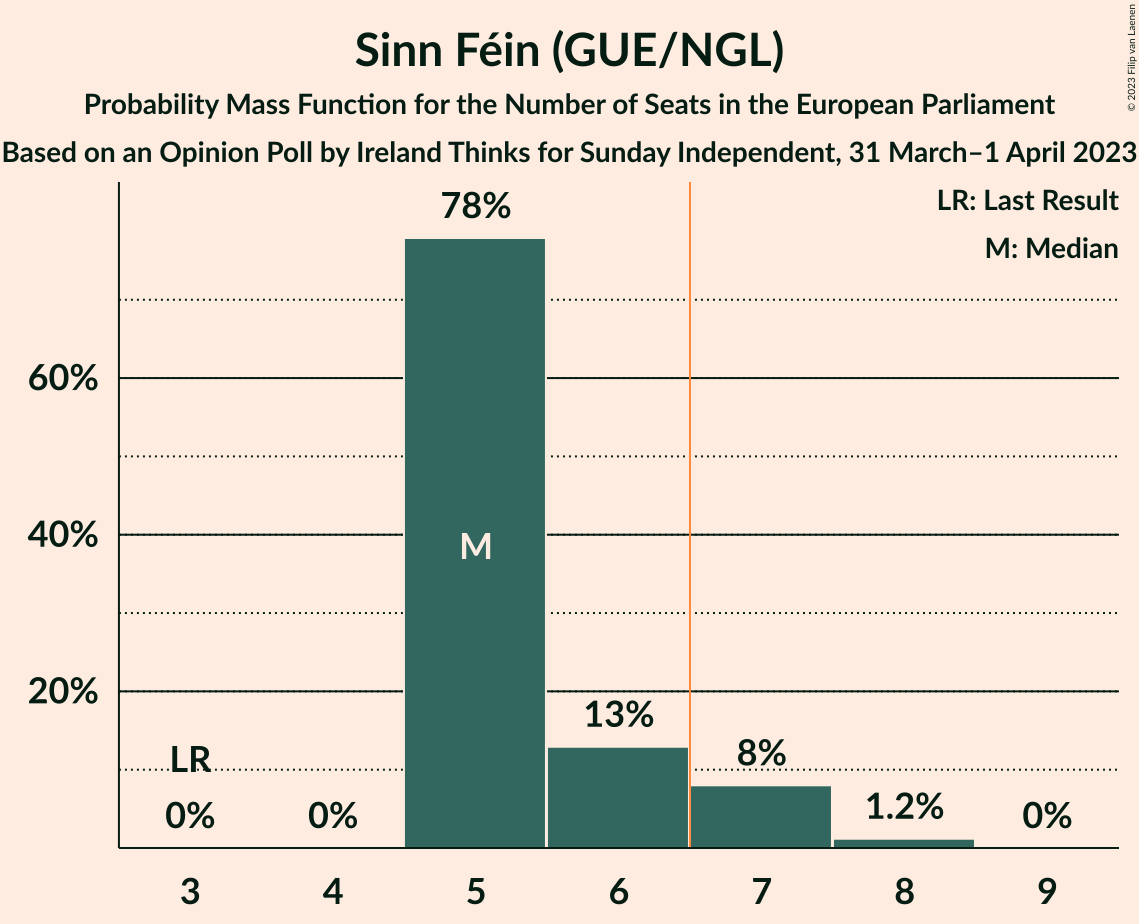 Sinn Féin (GUE/NGL)
Probability Mass Function for the Number of Seats in the European Parliament
Based on an Opinion Poll by Ireland Thinks for Sunday Independent, 31 March–1 April 2023
© 2023 Filip van Laenen
LR: Last Result
M: Median
78%
60%
40%
M
20%
13%
LR
8%
0%
0%
1.2%
0%
3 4 5 6 7 8 9